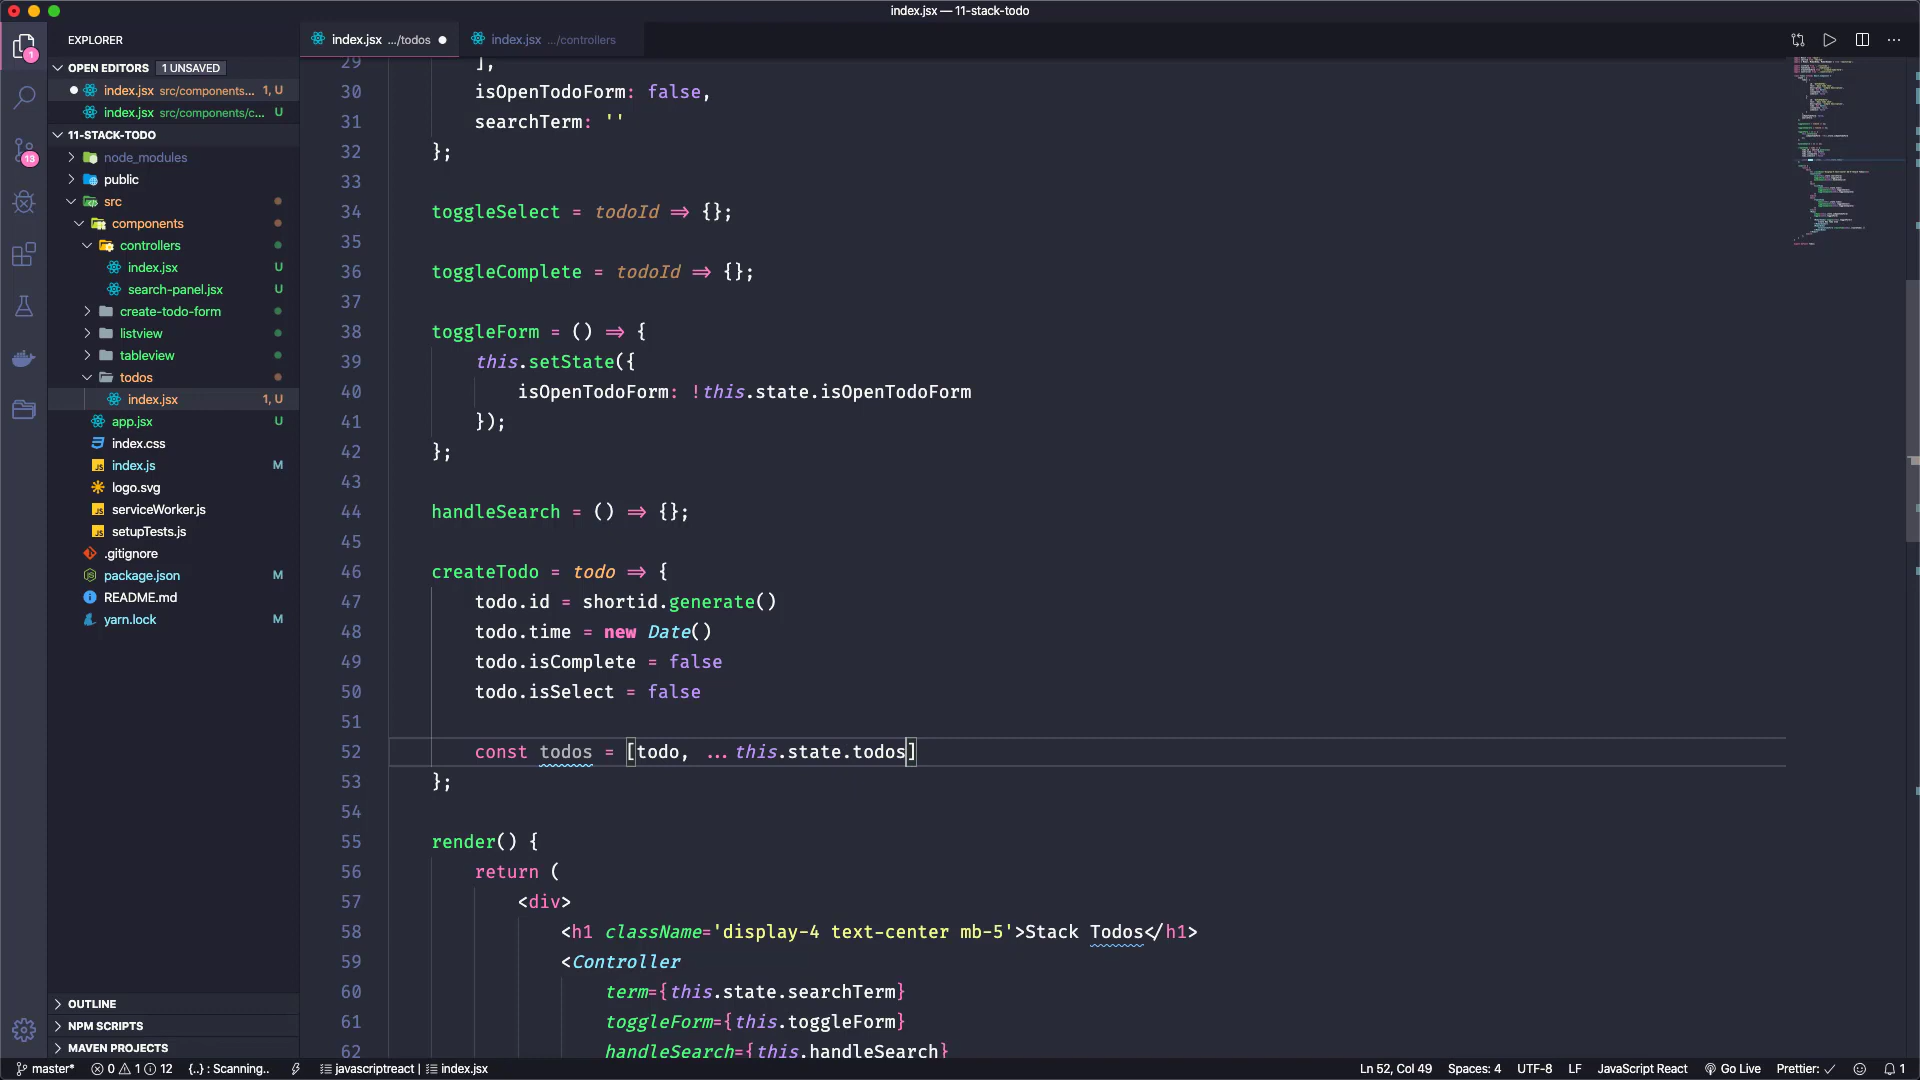 index.jsx — 11-stack-todo
EXPLORER
OPEN EDITORS 1 UNSAVED
index.jsx src/components... 1, U
index.jsx src/components/c... U
11-STACK-TODO
node_modules
public
src
components
controllers
index.jsx U
search-panel.jsx U
create-todo-form
listview
tableview
todos
index.jsx 1, U
app.jsx U
index.css
index.js M
logo.svg
serviceWorker.js
setupTests.js
.gitignore
package.json M
README.md
yarn.lock M
OUTLINE
NPM SCRIPTS
MAVEN PROJECTS
1
13
index.jsx .../todos
index.jsx .../controllers
29 ],
30 isOpenTodoForm: false,
31 searchTerm: ''
32 };
33
34 toggleSelect = todoId => {};
35
36 toggleComplete = todoId => {};
37
38 toggleForm = () => {
39 this.setState({
40 isOpenTodoForm: !this.state.isOpenTodoForm
41 });
42 };
43
44 handleSearch = () => {};
45
46 createTodo = todo => {
47 todo.id = shortid.generate()
48 todo.time = new Date()
49 todo.isComplete = false
50 todo.isSelect = false
51
52 const todos = [todo, ...this.state.todos]
53 };
54
55 render() {
56 return (
57 <div>
58 <h1 className='display-4 text-center mb-5'>Stack Todos</h1>
59 <Controller
60 term={this.state.searchTerm}
61 toggleForm={this.toggleForm}
62 handleSearch={this.handleSearch}
master* 0 1 12 {..} : Scanning.. javascriptreact | index.jsx
Ln 52, Col 49 Spaces: 4 UTF-8 LF JavaScript React Go Live Prettier: ✓ 1